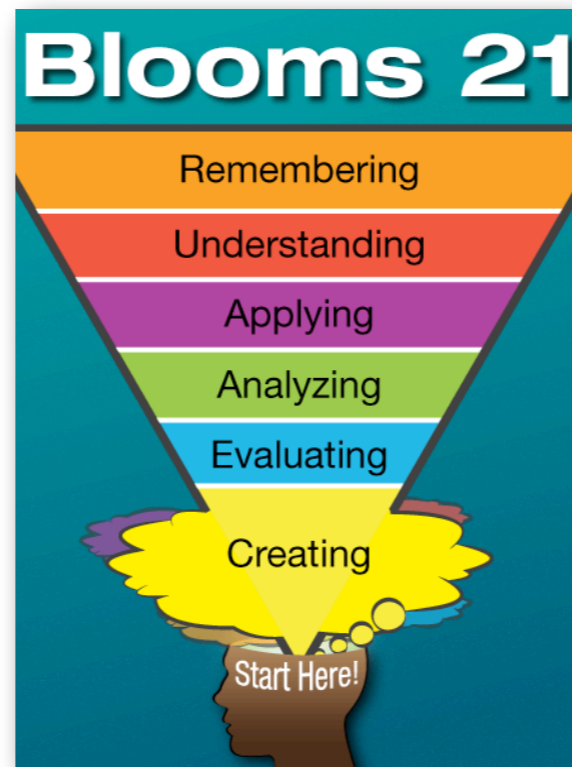 Blooms 21
Remembering
Understanding
Applying
Analyzing
Evaluating
Creating
Start Here!